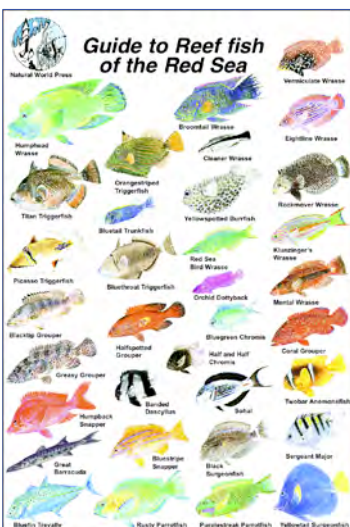 Guide to Reef fish
of the Red Sea
Natural World Press
Vermiculate Wrasse
Humphead
Wrasse
Broomtail Wrasse
Cleaner Wrasse
Eightline Wrasse
Orangestriped
Triggerfish
Titan Triggerfish
Bluetail Trunkfish
Yellowspotted Burrfish
Rockmover Wrasse
Picasso Triggerfish
Bluethroat Triggerfish
Red Sea
Bird Wrasse
Klunzinger's
Wrasse
Orchid Dottyback
Mental Wrasse
Blacktip Grouper
Halfspotted
Grouper
Bluegreen Chromis
Coral Grouper
Greasy Grouper
Half and Half
Chromis
Humpback
Snapper
Banded
Dascyllus
Sohal
Twobar Anemonefish
Great
Barracuda
Bluestripe
Snapper
Black
Surgeonfish
Sergeant Major
Bluefin Trevally
Rusty Parrotfish
Purplestreak Parrotfish
Yellowtail Surgeonfish